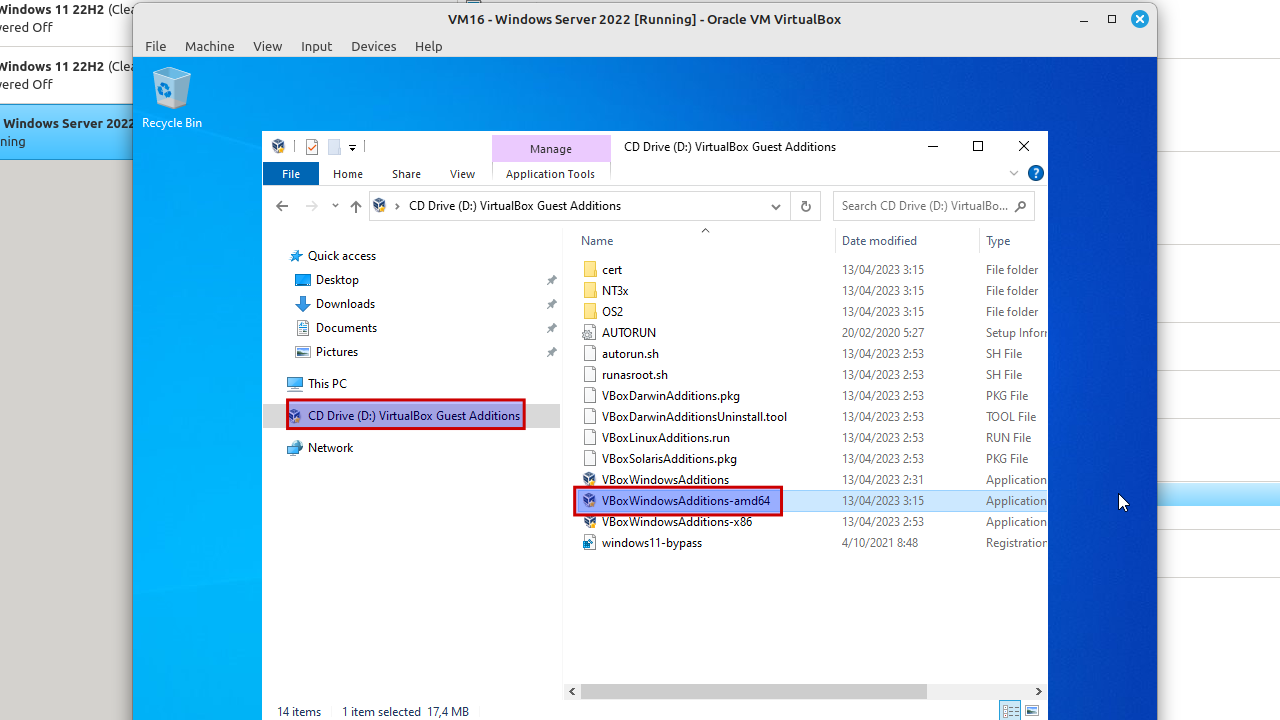 Windows 11 22H2 (Clea
ered Off
Windows 11 22H2 (Clea
ered Off
Windows Server 2022
ning
VM16 - Windows Server 2022 [Running] - Oracle VM VirtualBox
File Machine View Input Devices Help
Recycle Bin
Manage
CD Drive (D:) VirtualBox Guest Additions
File Home Share View Application Tools
CD Drive (D:) VirtualBox Guest Additions
Search CD Drive (D:) VirtualBo...
Quick access
Desktop
Downloads
Documents
Pictures
This PC
CD Drive (D:) VirtualBox Guest Additions
Network
Name Date modified Type
cert 13/04/2023 3:15 File folder
NT3x 13/04/2023 3:15 File folder
OS2 13/04/2023 3:15 File folder
AUTORUN 20/02/2020 5:27 Setup Inforr
autorun.sh 13/04/2023 2:53 SH File
runasroot.sh 13/04/2023 2:53 SH File
VBoxDarwinAdditions.pkg 13/04/2023 2:53 PKG File
VBoxDarwinAdditionsUninstall.tool 13/04/2023 2:53 TOOL File
VBoxLinuxAdditions.run 13/04/2023 2:53 RUN File
VBoxSolarisAdditions.pkg 13/04/2023 2:53 PKG File
VBoxWindowsAdditions 13/04/2023 2:31 Application
VBoxWindowsAdditions-amd64 13/04/2023 3:15 Application
VBoxWindowsAdditions-x86 13/04/2023 2:53 Application
windows11-bypass 4/10/2021 8:48 Registration
14 items 1 item selected 17,4 MB